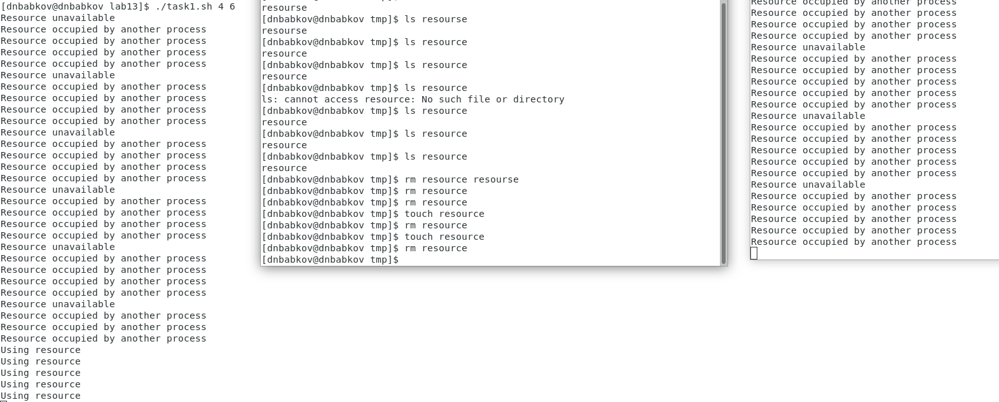 [dnbabkov@dnbabkov lab13]$ ./task1.sh 4 6
Resource unavailable
Resource occupied by another process
Resource occupied by another process
Resource occupied by another process
Resource occupied by another process
Resource unavailable
Resource occupied by another process
Resource occupied by another process
Resource occupied by another process
Resource occupied by another process
Resource unavailable
Resource occupied by another process
Resource occupied by another process
Resource occupied by another process
Resource occupied by another process
Resource unavailable
Resource occupied by another process
Resource occupied by another process
Resource occupied by another process
Resource occupied by another process
Resource unavailable
Resource occupied by another process
Resource occupied by another process
Resource occupied by another process
Resource occupied by another process
Resource unavailable
Resource occupied by another process
Resource occupied by another process
Resource occupied by another process
Using resource
Using resource
Using resource
Using resource
Using resource
resourse
[dnbabkov@dnbabkov tmp]$ ls resourse
resourse
[dnbabkov@dnbabkov tmp]$ ls resource
resource
[dnbabkov@dnbabkov tmp]$ ls resource
resource
[dnbabkov@dnbabkov tmp]$ ls resource
ls: cannot access resource: No such file or directory
[dnbabkov@dnbabkov tmp]$ ls resource
resource
[dnbabkov@dnbabkov tmp]$ ls resource
resource
[dnbabkov@dnbabkov tmp]$ ls resource
resource
[dnbabkov@dnbabkov tmp]$ rm resource resourse
[dnbabkov@dnbabkov tmp]$ rm resource
[dnbabkov@dnbabkov tmp]$ rm resource
[dnbabkov@dnbabkov tmp]$ touch resource
[dnbabkov@dnbabkov tmp]$ rm resource
[dnbabkov@dnbabkov tmp]$ touch resource
[dnbabkov@dnbabkov tmp]$ rm resource
[dnbabkov@dnbabkov tmp]$
Resource occupied by another process
Resource occupied by another process
Resource occupied by another process
Resource occupied by another process
Resource unavailable
Resource occupied by another process
Resource occupied by another process
Resource occupied by another process
Resource occupied by another process
Resource occupied by another process
Resource unavailable
Resource occupied by another process
Resource occupied by another process
Resource occupied by another process
Resource occupied by another process
Resource occupied by another process
Resource unavailable
Resource occupied by another process
Resource occupied by another process
Resource occupied by another process
Resource occupied by another process
Resource occupied by another process